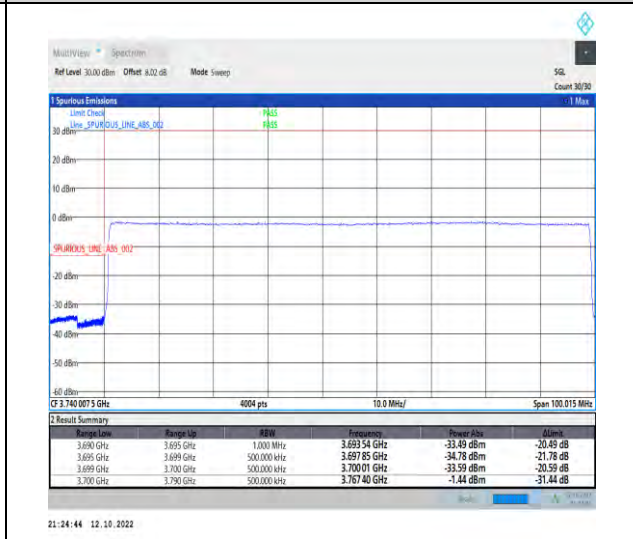 MultiView Spectrum
Ref Level 30.00 dBm Offset 8.02 dB Mode Sweep SGL
Count 30/30
1 Spurious Emissions 1 Max
Limit Check PASS
Line _SPURIOUS_LINE_ABS_002 PASS
30 dBm
20 dBm
10 dBm
0 dBm
_SPURIOUS_LINE_ABS_002
-20 dBm
-30 dBm
-40 dBm
-50 dBm
-60 dBm
CF 3.740 007 5 GHz 4004 pts 10.0 MHz/ Span 100.015 MHz
2 Result Summary
Range Low Range Up RBW Frequency Power Abs ΔLimit
3.690 GHz 3.695 GHz 1.000 MHz 3.693 54 GHz -33.49 dBm -20.49 dB
3.695 GHz 3.699 GHz 500.000 kHz 3.697 85 GHz -34.78 dBm -21.78 dB
3.699 GHz 3.700 GHz 500.000 kHz 3.700 01 GHz -33.59 dBm -20.59 dB
3.700 GHz 3.790 GHz 500.000 kHz 3.767 40 GHz -1.44 dBm -31.44 dB
21:24:44 12.10.2022